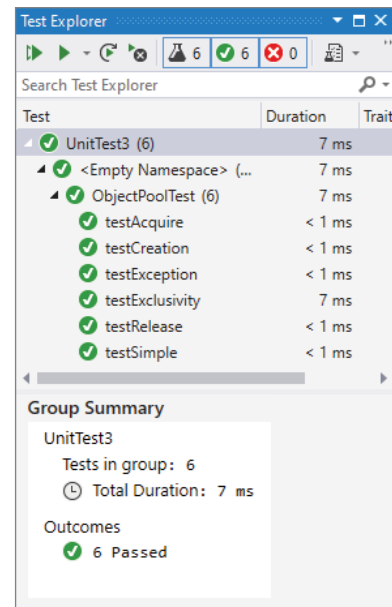 Test Explorer
6 6 0
Search Test Explorer
Test Duration Trait
UnitTest3 (6) 7 ms
<Empty Namespace> (... 7 ms
ObjectPoolTest (6) 7 ms
testAcquire < 1 ms
testCreation < 1 ms
testException < 1 ms
testExclusivity 7 ms
testRelease < 1 ms
testSimple < 1 ms
Group Summary
UnitTest3
Tests in group: 6
Total Duration: 7 ms
Outcomes
6 Passed